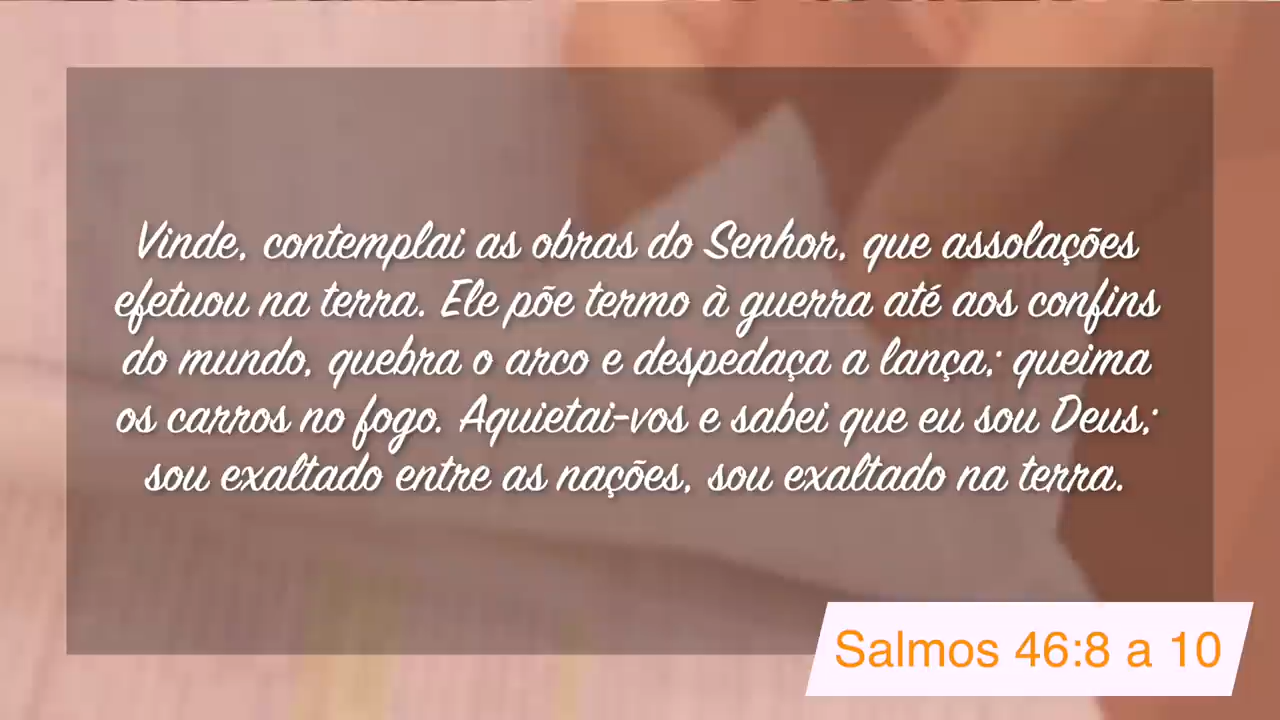 Vinde, contemplai as obras do Senhor, que assolações
efetuou na terra. Ele põe termo à guerra até aos confins
do mundo, quebra o arco e despedaça a lança; queima
os carros no fogo. Aquietai-vos e sabei que eu sou Deus;
sou exaltado entre as nações, sou exaltado na terra.
Salmos 46:8 a 10